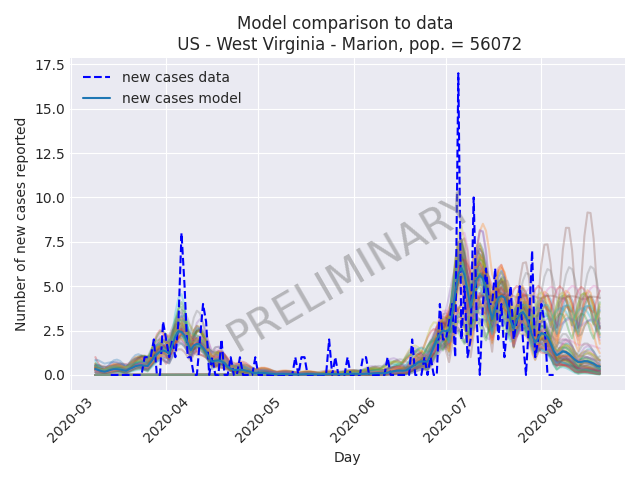 Model comparison to data
US - West Virginia - Marion, pop. = 56072
17.5
15.0
12.5
10.0
7.5
5.0
2.5
0.0
Number of new cases reported
new cases data
new cases model
PRELIMINARY
2020-03
2020-04
2020-05
2020-06
2020-07
2020-08
Day